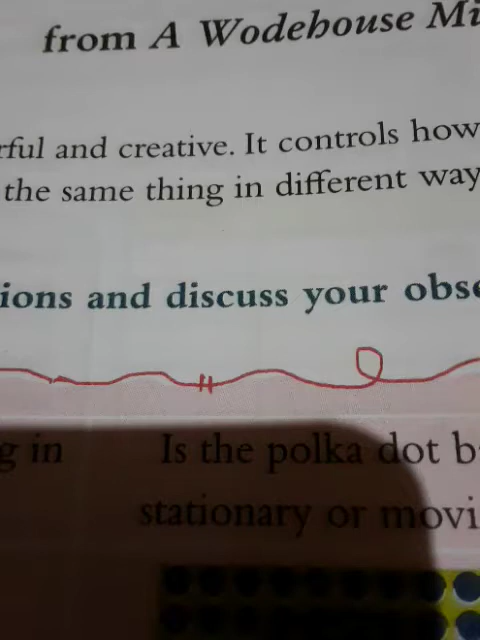 from A Wodehouse Mi
rful and creative. It controls how
the same thing in different way
ions and discuss your obse
g in
Is the polka dot b
stationary or movi